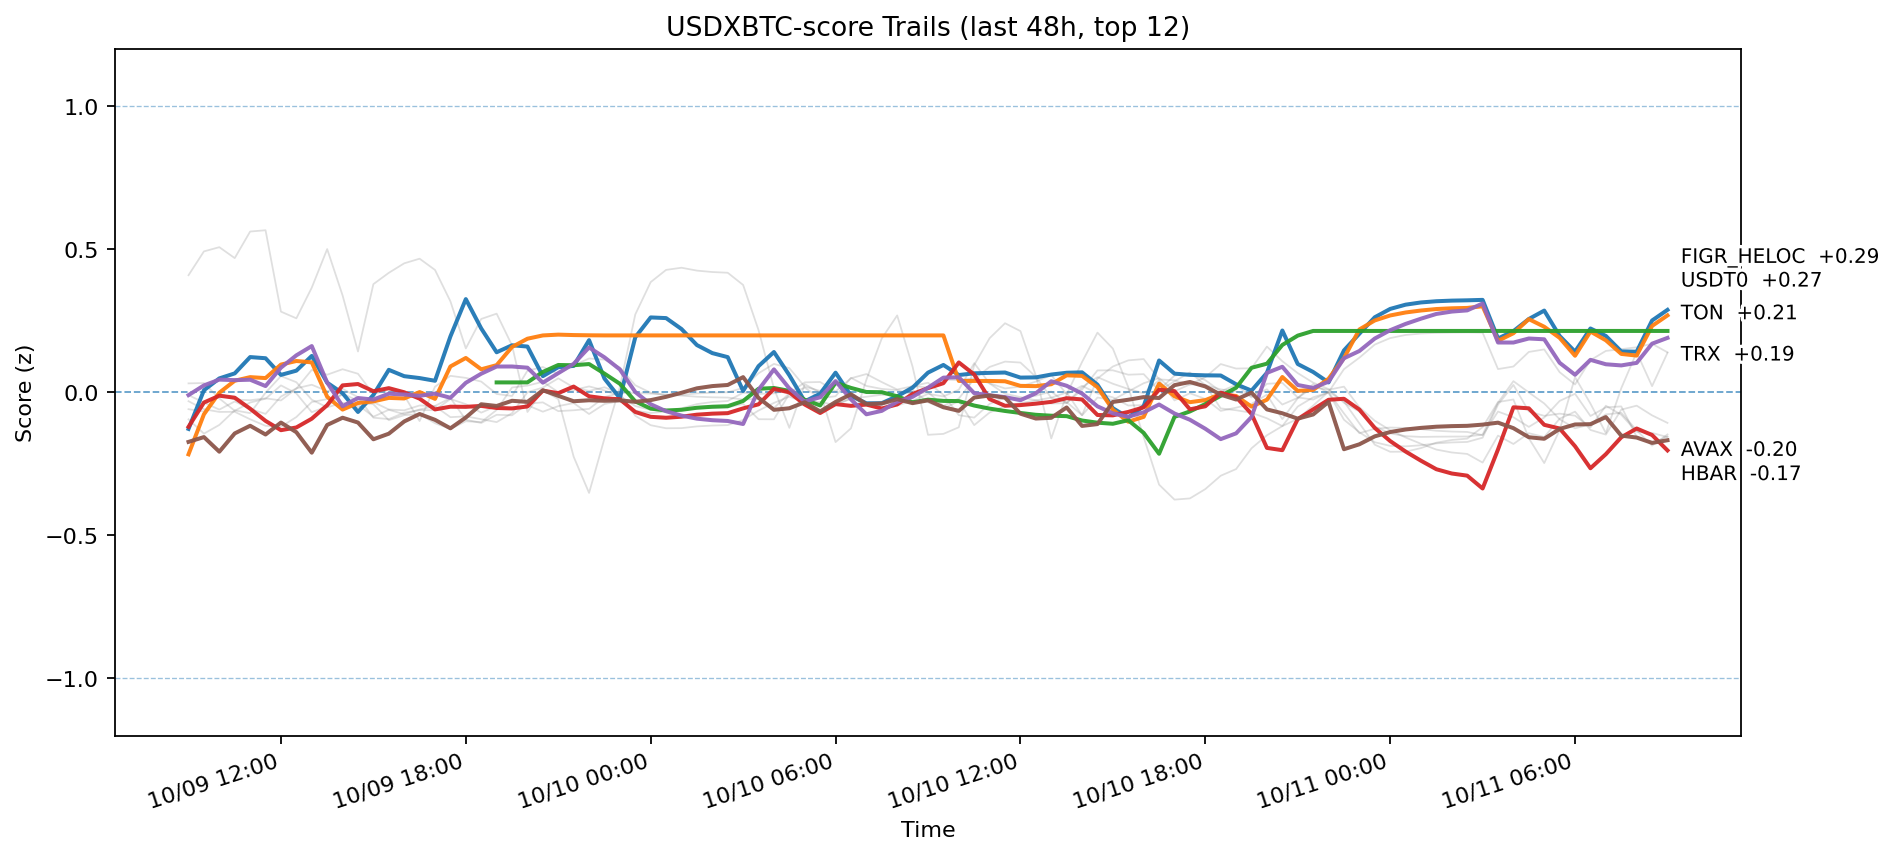 USDXBTC-score Trails (last 48h, top 12)
Score (z)
1.0
0.5
0.0
−0.5
−1.0
FIGR_HELOC +0.29
USDT0 +0.27
TON +0.21
TRX +0.19
AVAX -0.20
HBAR -0.17
10/09 12:00
10/09 18:00
10/10 00:00
10/10 06:00
10/10 12:00
10/10 18:00
10/11 00:00
10/11 06:00
Time